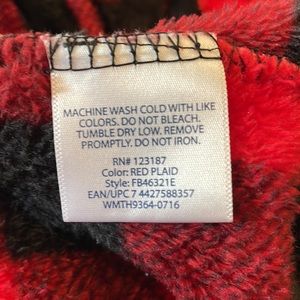 MACHINE WASH COLD WITH LIKE
COLORS. DO NOT BLEACH.
TUMBLE DRY LOW. REMOVE
PROMPTLY. DO NOT IRON.
RN# 123187
Color: RED PLAID
Style: FB46321E
EAN/UPC 7 4427588357
WMTH9364-0716